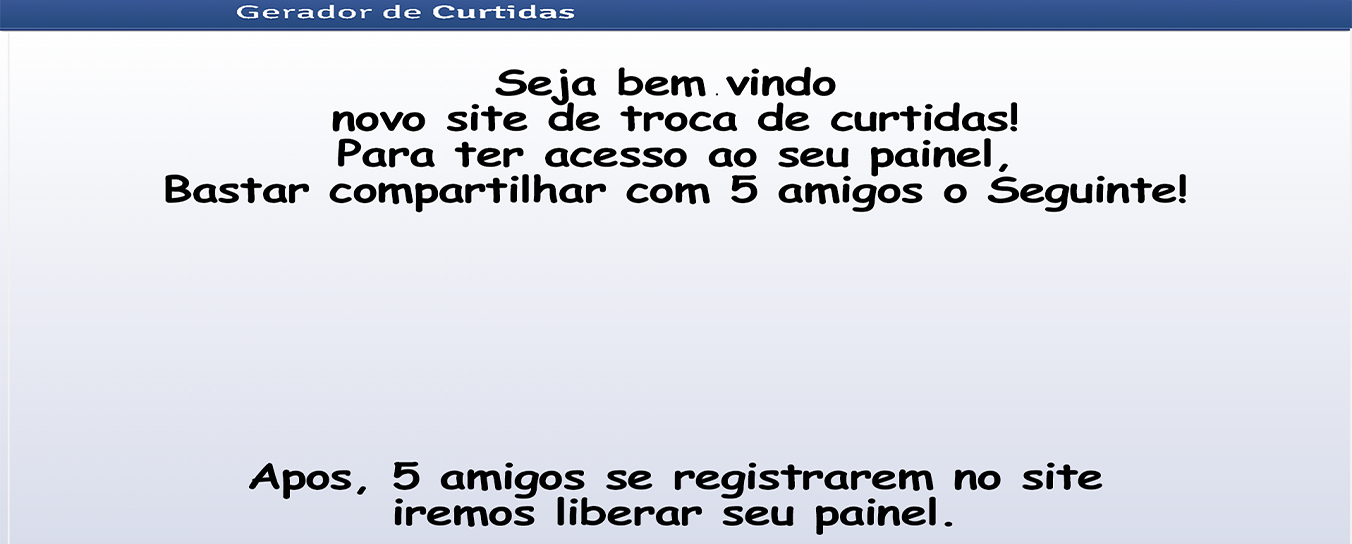 Gerador de Curtidas
Seja bem vindo
novo site de troca de curtidas!
Para ter acesso ao seu painel,
Bastar compartilhar com 5 amigos o Seguinte!
Apos, 5 amigos se registrarem no site
iremos liberar seu painel.